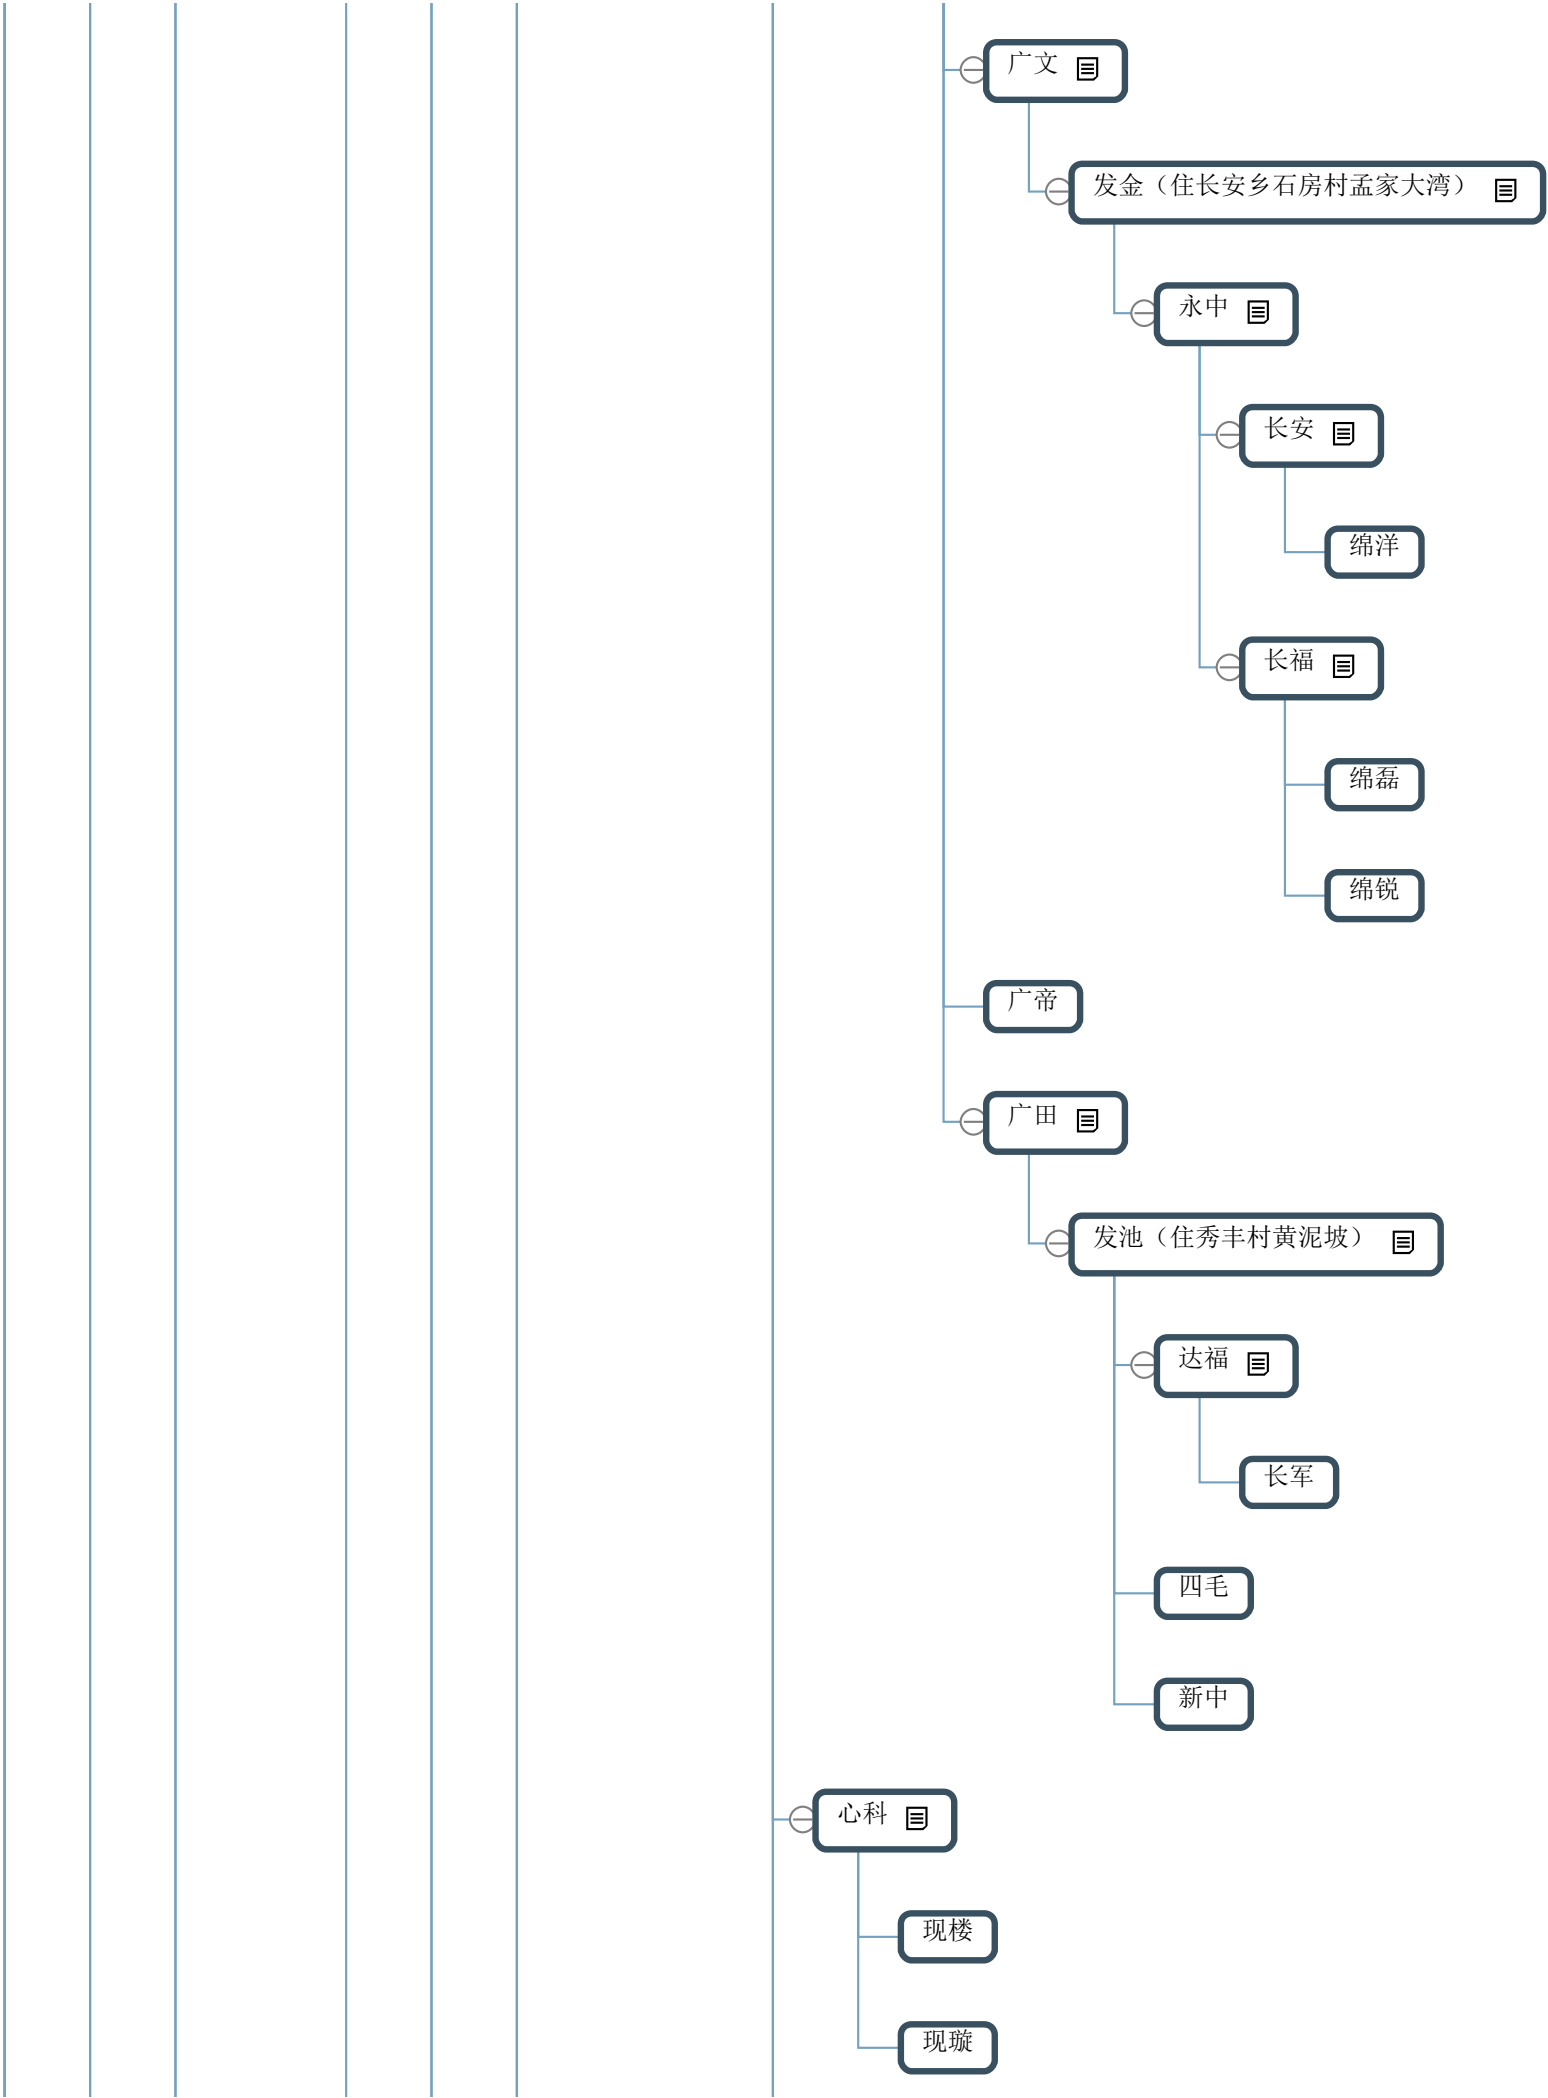 广文
发金（住长安乡石房村孟家大湾）
永中
长安
绵洋
长福
绵磊
绵锐
广帝
广田
发池（住秀丰村黄泥坡）
达福
长军
四毛
新中
心科
现楼
现璇